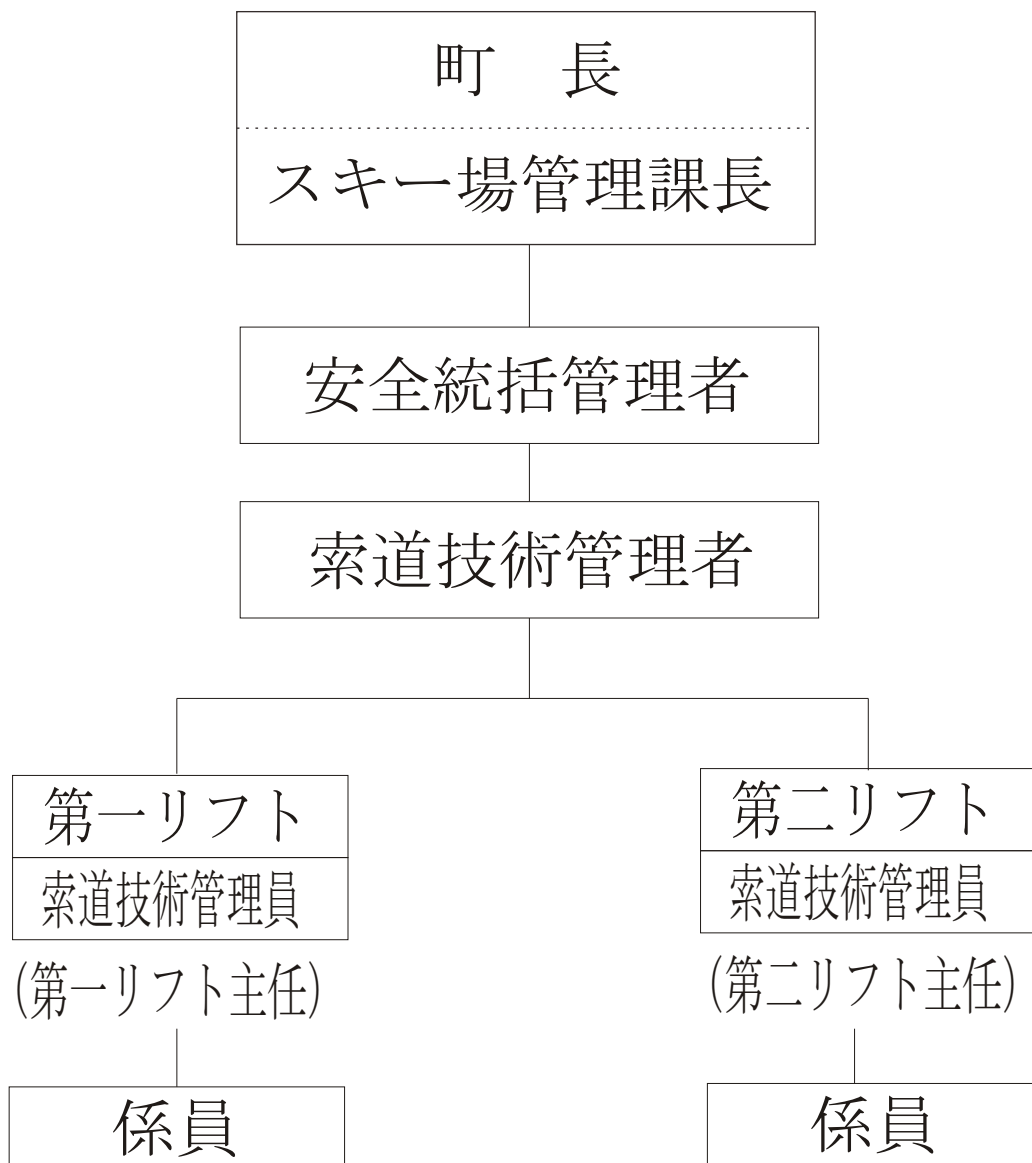 町　長
スキー場管理課長
安全統括管理者
索道技術管理者
第一リフト
索道技術管理員
(第一リフト主任)
係員
第二リフト
索道技術管理員
(第二リフト主任)
係員